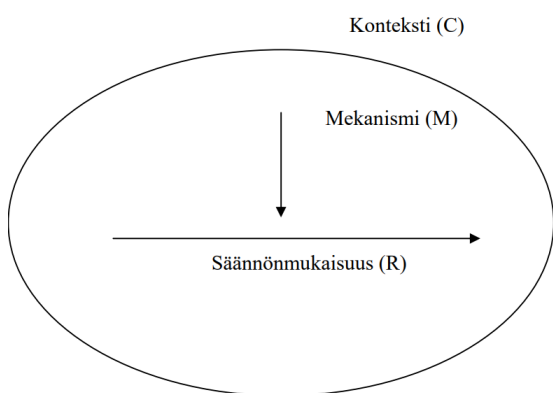 Konteksti (C)
Mekanismi (M)
Säännönmukaisuus (R)